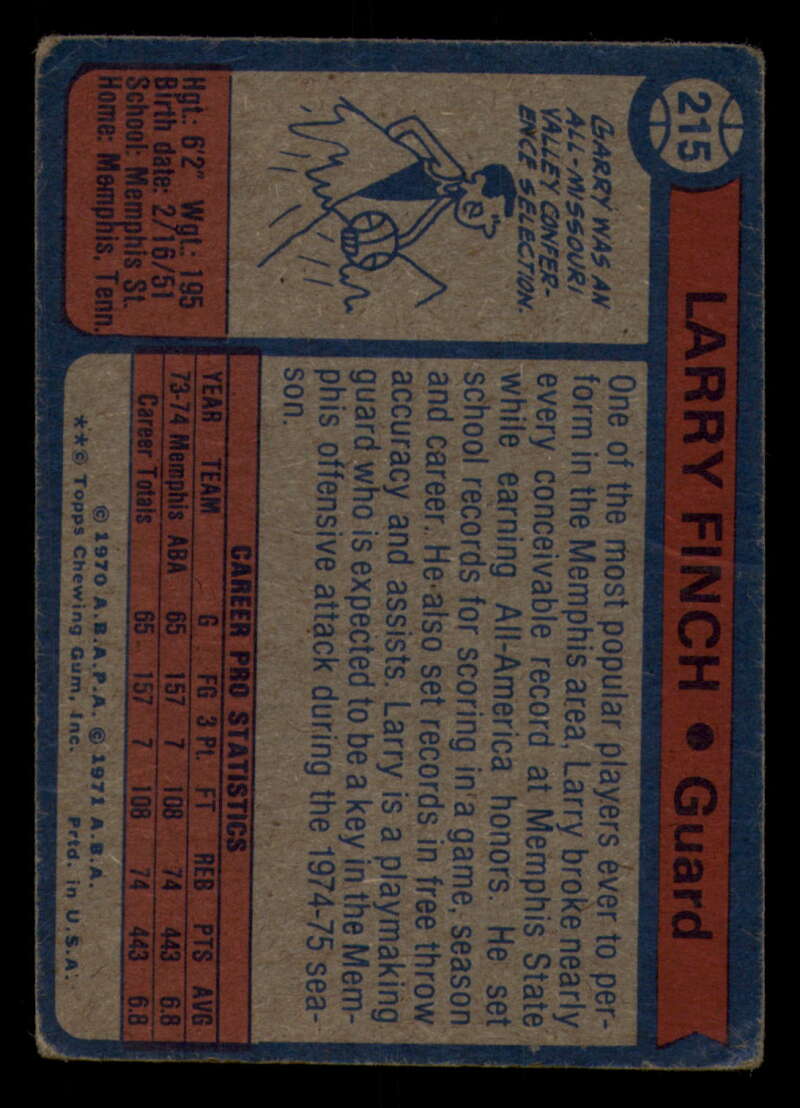 215
LARRY FINCH • Guard
GARRY WAS AN
ALL-MISSOURI
VALLEY CONFER-
ENCE SELECTION.
Hgt.: 6'2" Wgt.: 195
Birth date: 2/16/51
School: Memphis St.
Home: Memphis, Tenn.
One of the most popular players ever to per-
form in the Memphis area, Larry broke nearly
every conceivable record at Memphis State
while earning All-America honors. He set
school records for scoring in a game, season
and career. He also set records in free throw
accuracy and assists. Larry is a playmaking
guard who is expected to be a key in the Mem-
phis offensive attack during the 1974-75 sea-
son.
CAREER PRO STATISTICS
YEAR TEAM G FG 3 Pt. FT REB PTS AVG
73-74 Memphis ABA 65 157 7 108 74 443 6.8
Career Totals 65 157 7 108 74 443 6.8
© 1970 A.B.A.P.A. © 1971 A.B.A.
**© Topps Chewing Gum, Inc. Prtd. in U.S.A.